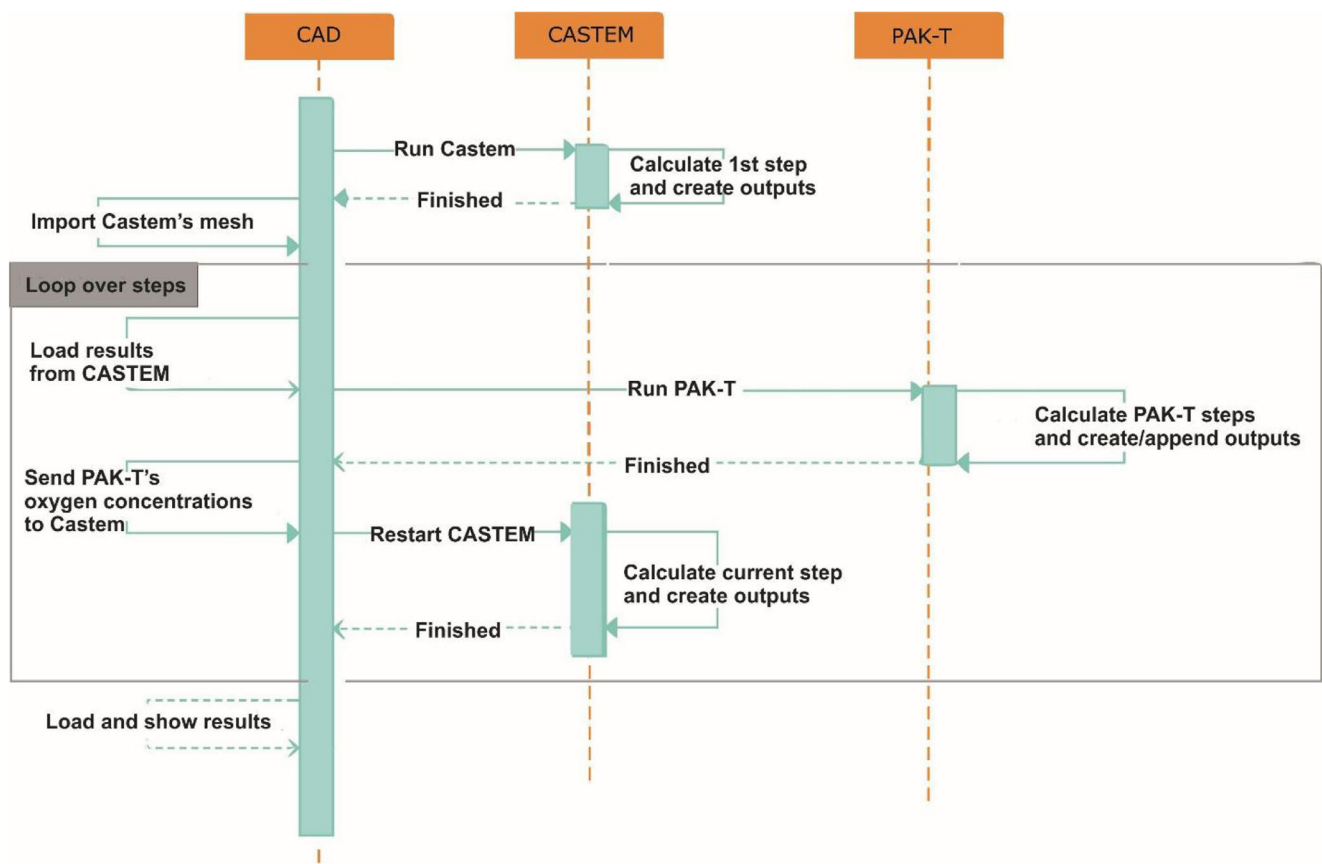 CAD
CASTEM
PAK-T
Run Castem
Calculate 1st step
and create outputs
Finished
Import Castem's mesh
Loop over steps
Load results
from CASTEM
Run PAK-T
Calculate PAK-T steps
and create/append outputs
Finished
Send PAK-T's
oxygen concentrations
to Castem
Restart CASTEM
Calculate current step
and create outputs
Finished
Load and show results